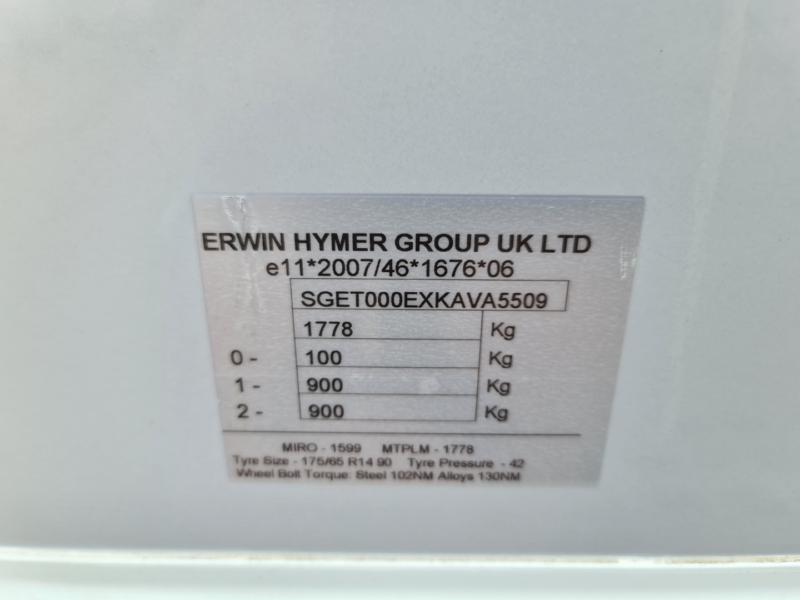 ERWIN HYMER GROUP UK LTD
e11*2007/46*1676*06
SGET000EXKAVA5509
1778 Kg
0- 100 Kg
1- 900 Kg
2- 900 Kg
MIRO - 1599 MTPLM - 1778
Tyre Size - 175/65 R14 90 Tyre Pressure - 42
Wheel Bolt Torque: Steel 102NM Alloys 130NM